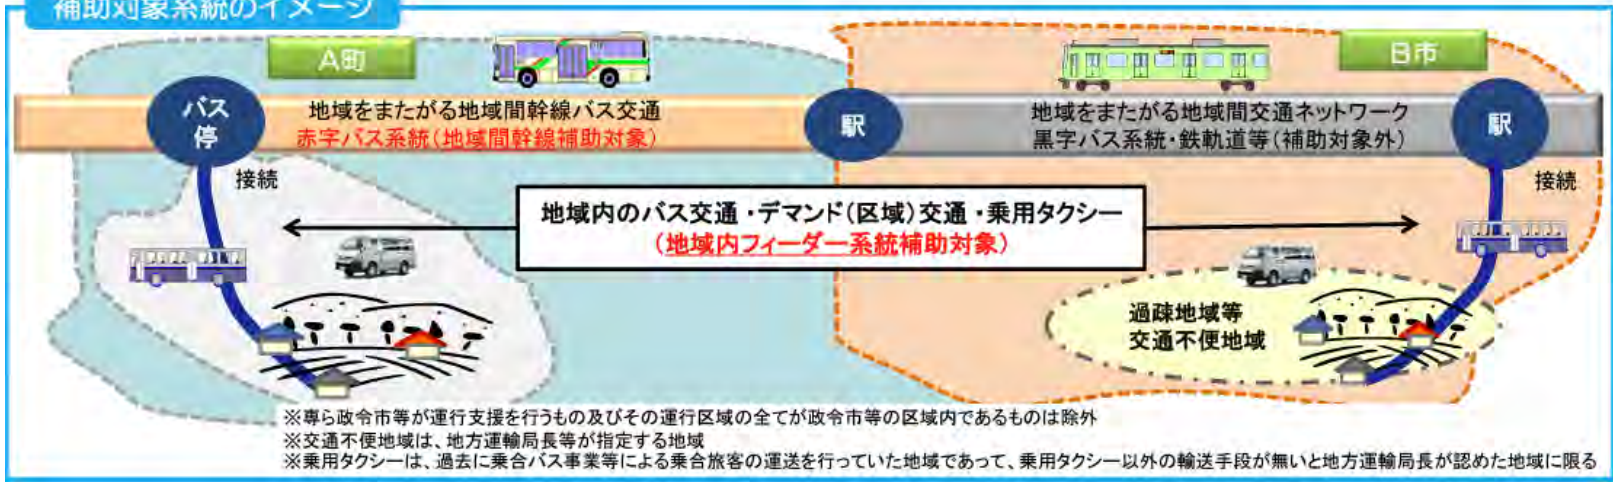 補助対象系統のイメージ
A町
B市
バス停
地域をまたがる地域間幹線バス交通
赤字バス系統(地域間幹線補助対象)
駅
地域をまたがる地域間交通ネットワーク
黒字バス系統・鉄軌道等(補助対象外)
駅
接続
接続
地域内のバス交通・デマンド(区域)交通・乗用タクシー
(地域内フィーダー系統補助対象)
過疎地域等
交通不便地域
※専ら政令市等が運行支援を行うもの及びその運行区域の全てが政令市等の区域内であるものは除外
※交通不便地域は、地方運輸局長等が指定する地域
※乗用タクシーは、過去に乗合バス事業等による乗合旅客の運送を行っていた地域であって、乗用タクシー以外の輸送手段が無いと地方運輸局長が認めた地域に限る